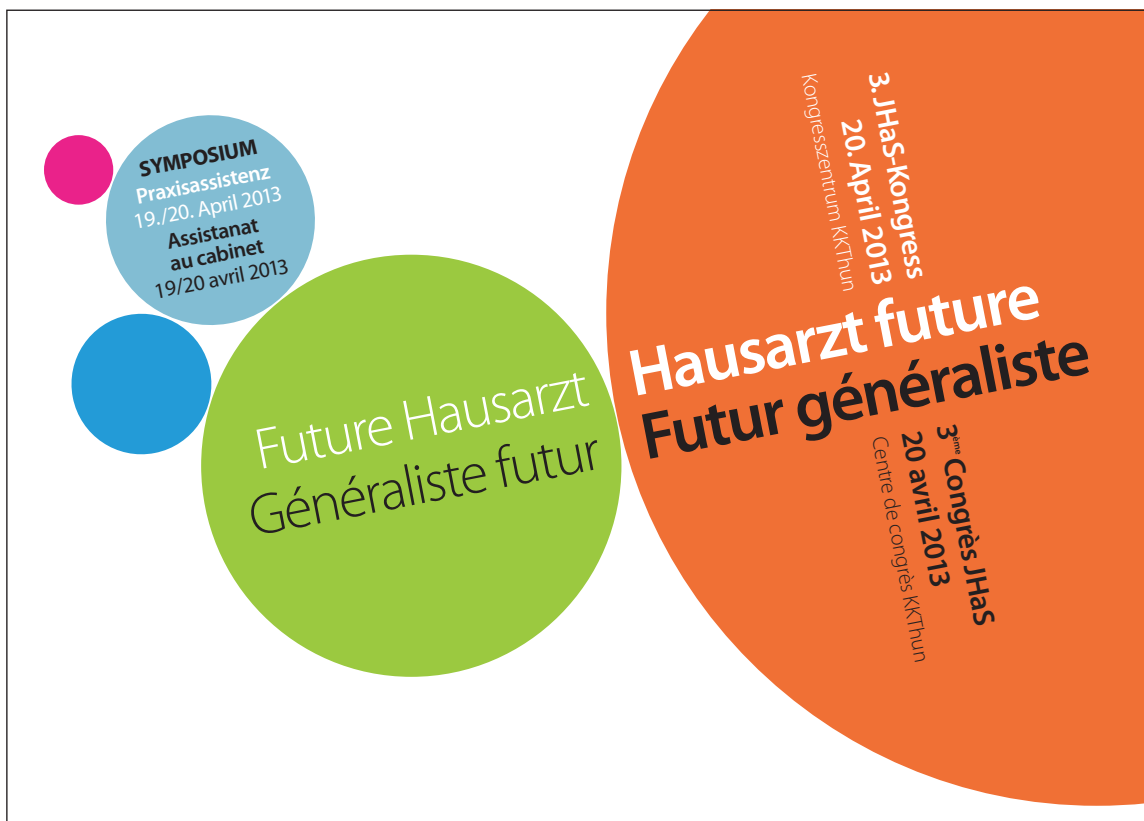 SYMPOSIUM
Praxisassistenz
19./20. April 2013
Assistanat
au cabinet
19/20 avril 2013
Future Hausarzt
Généraliste futur
3. JHaS-Kongress
20. April 2013
Kongresszentrum KKThun
Hausarzt future
Futur généraliste
3ème Congrès JHaS
20 avril 2013
Centre de congrès KKThun